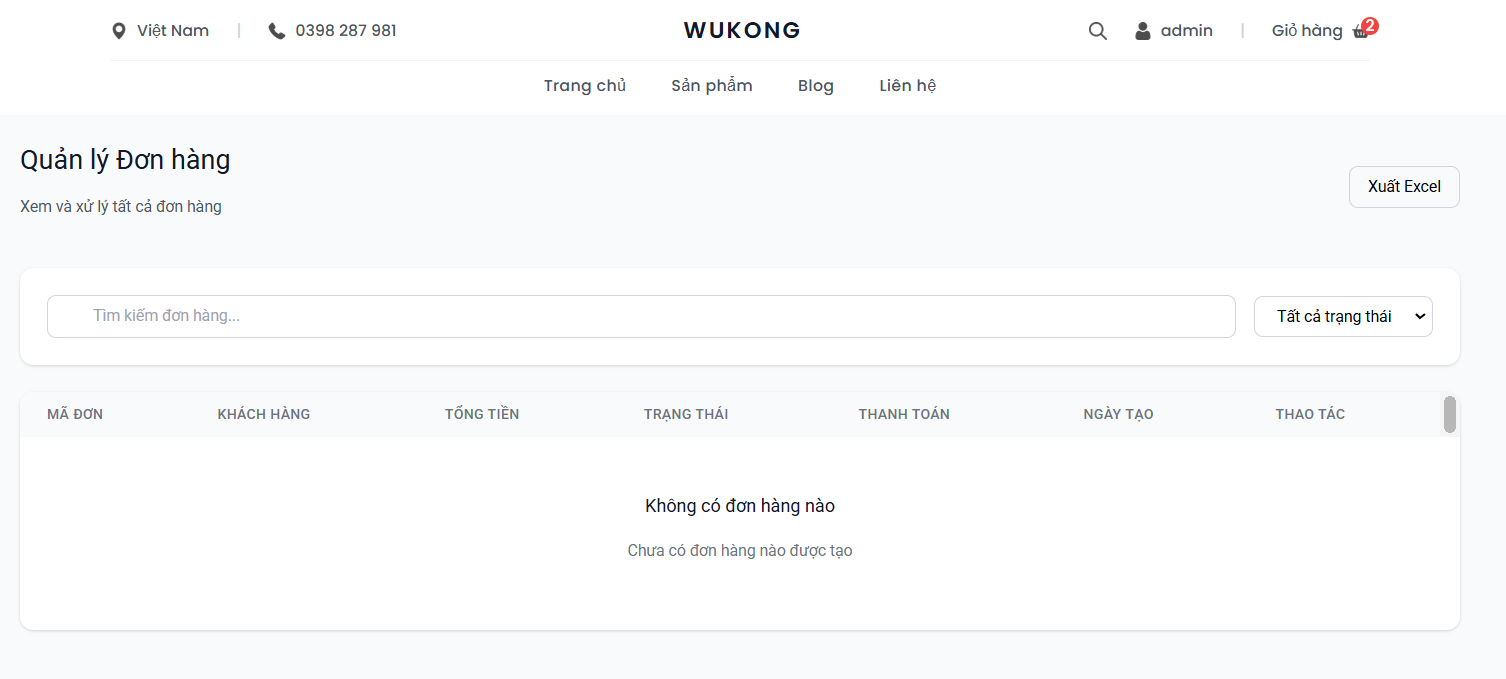 Việt Nam | 0398 287 981 WUKONG admin | Giỏ hàng 2
Trang chủ Sản phẩm Blog Liên hệ
Quản lý Đơn hàng
Xem và xử lý tất cả đơn hàng
Xuất Excel
Tìm kiếm đơn hàng... Tất cả trạng thái
MÃ ĐƠN KHÁCH HÀNG TỔNG TIỀN TRẠNG THÁI THANH TOÁN NGÀY TẠO THAO TÁC
Không có đơn hàng nào
Chưa có đơn hàng nào được tạo